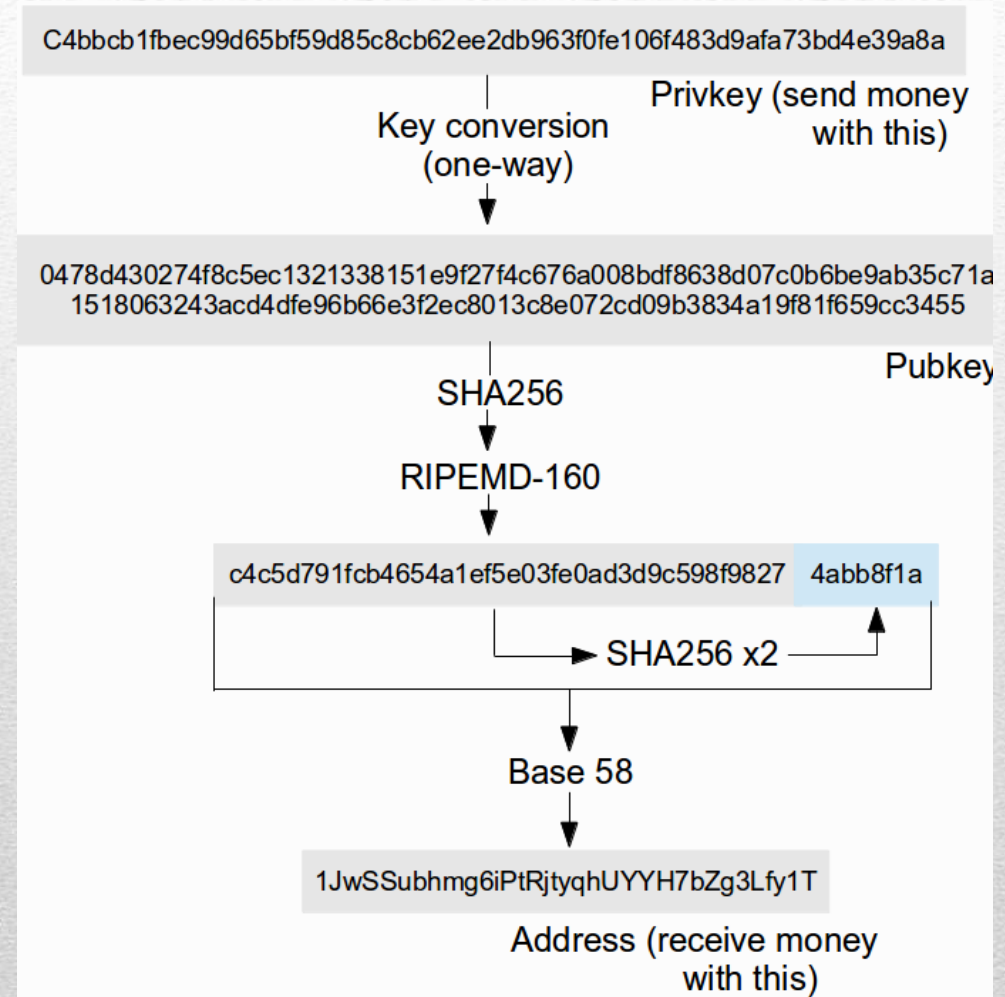 C4bbcb1fbec99d65bf59d85c8cb62ee2db963f0fe106f483d9afa73bd4e39a8a
Privkey (send money
with this)
Key conversion
(one-way)
0478d430274f8c5ec1321338151e9f27f4c676a008bdf8638d07c0b6be9ab35c71a
1518063243acd4dfe96b66e3f2ec8013c8e072cd09b3834a19f81f659cc3455
Pubkey
SHA256
RIPEMD-160
c4c5d791fcb4654a1ef5e03fe0ad3d9c598f9827 4abb8f1a
SHA256 x2
Base 58
1JwSSubhmg6iPtRjtyqhUYYH7bZg3Lfy1T
Address (receive money
with this)